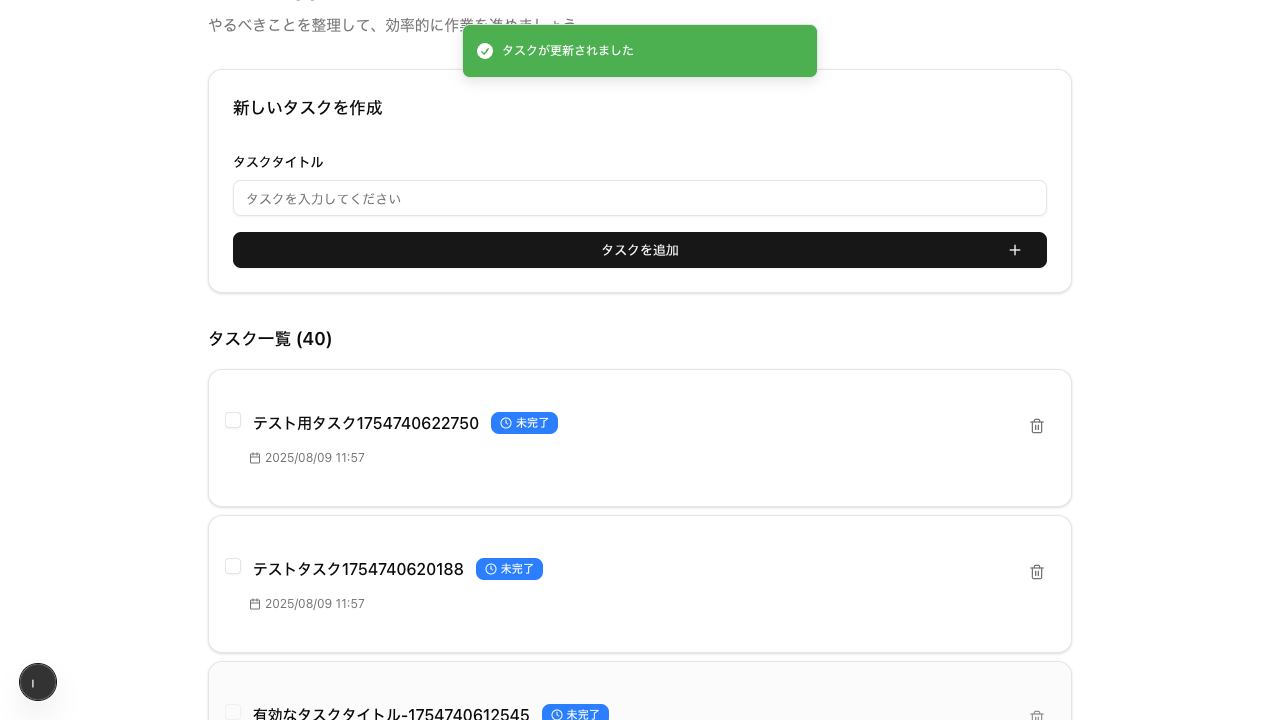 やるべきことを整理して、効率的に作業を進めましょう
タスクが更新されました
新しいタスクを作成
タスクタイトル
タスクを入力してください
タスクを追加
タスク一覧 (40)
テスト用タスク1754740622750 未完了
2025/08/09 11:57
テストタスク1754740620188 未完了
2025/08/09 11:57
有効なタスクタイトル-1754740612545 未完了